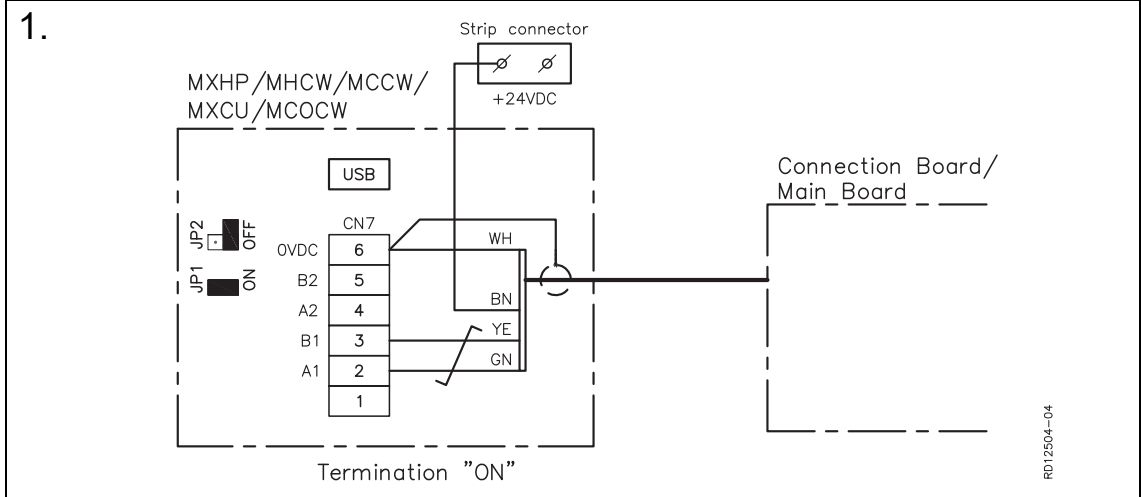 1.
Strip connector
+24VDC
MXHP/MHCW/MCCW/
MXCU/MCOCW
USB
Connection Board/
Main Board
JP2
OFF
JP1
ON
CN7
0VDC 6
B2 5
A2 4
B1 3
A1 2
1
WH
BN
YE
GN
Termination "ON"
RD12504-04